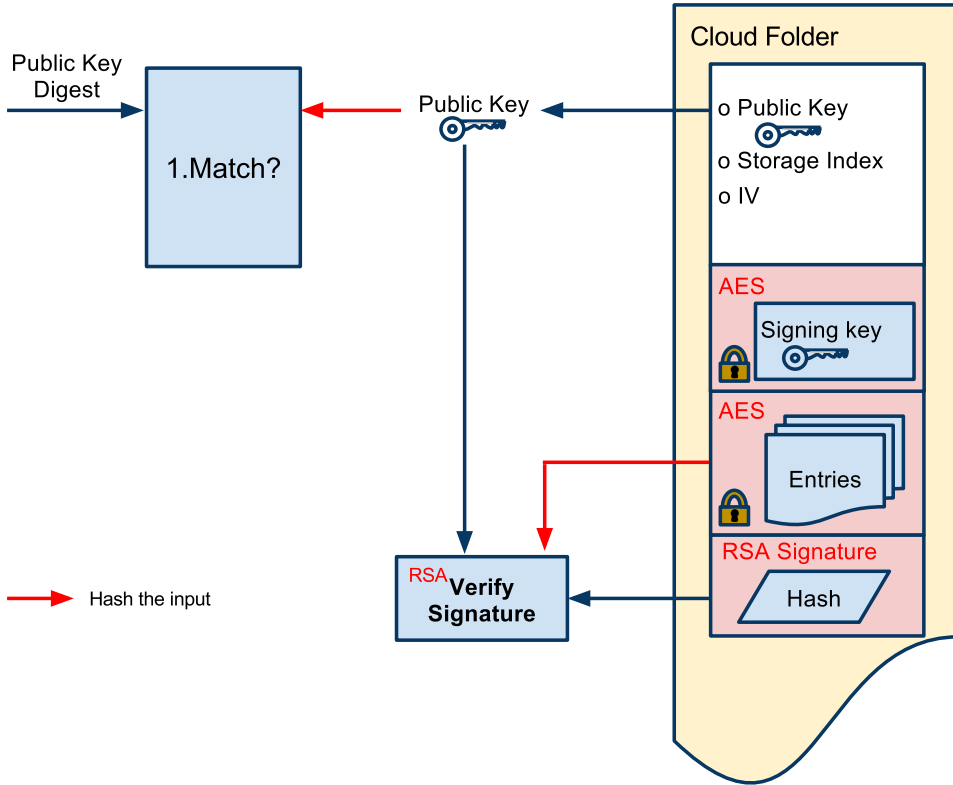 Cloud Folder
Public Key
Digest
1.Match?
Public Key
o Public Key
o Storage Index
o IV
AES
Signing key
AES
Entries
RSA Signature
Hash
RSA
Verify
Signature
Hash the input